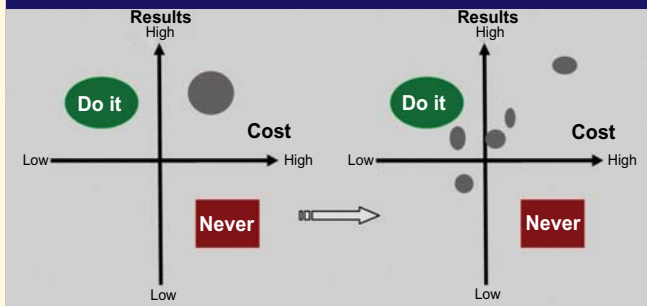 Results
High
Do it
Cost
Low
High
Never
Low
Results
High
Do it
Cost
Low
High
Never
Low